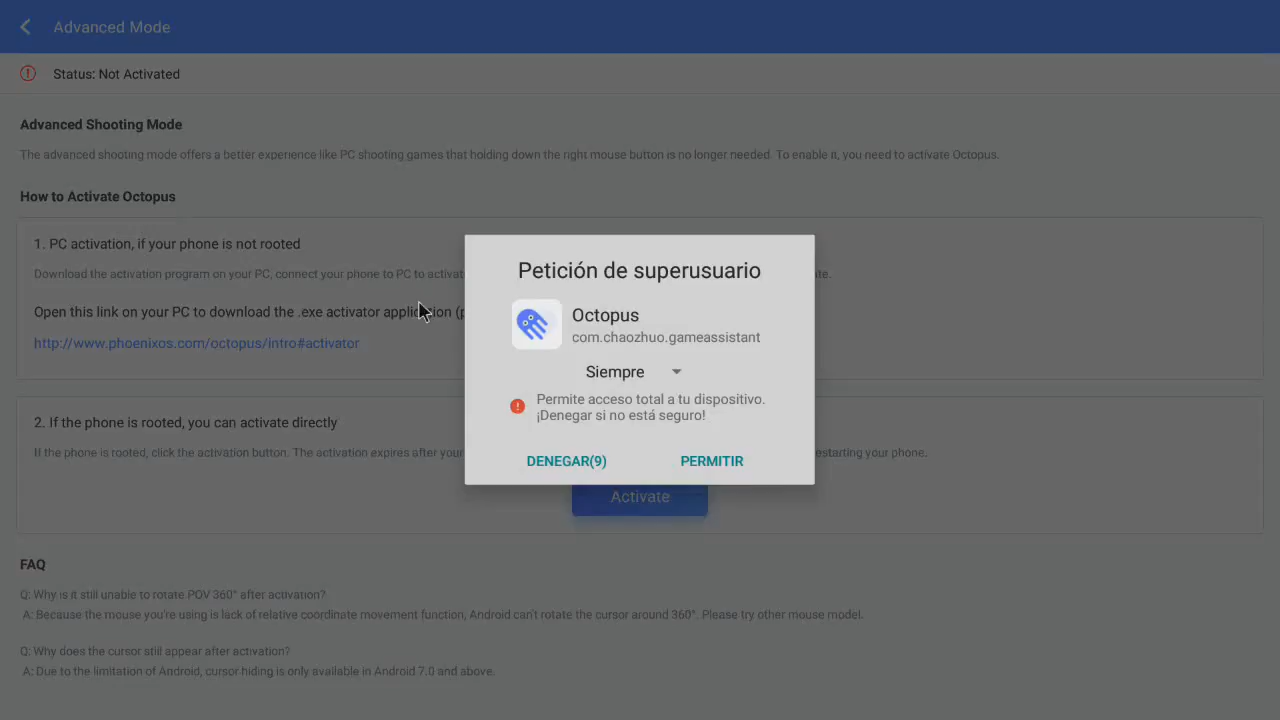 Advanced Mode
Status: Not Activated
Advanced Shooting Mode
The advanced shooting mode offers a better experience like PC shooting games that holding down the right mouse button is no longer needed. To enable it, you need to activate Octopus.
How to Activate Octopus
1. PC activation, if your phone is not rooted
Download the activation program on your PC, connect your phone to PC to activat
te.
Open this link on your PC to download the .exe activator application (p
http://www.phoenixos.com/octopus/intro#activator
2. If the phone is rooted, you can activate directly
If the phone is rooted, click the activation button. The activation expires after your
estarting your phone.
Petición de superusuario
Octopus
com.chaozhuo.gameassistant
Siempre
Permite acceso total a tu dispositivo.
¡Denegar si no está seguro!
DENEGAR(9)
PERMITIR
Activate
FAQ
Q: Why is it still unable to rotate POV 360° after activation?
A: Because the mouse you're using is lack of relative coordinate movement function, Android can't rotate the cursor around 360°. Please try other mouse model.
Q: Why does the cursor still appear after activation?
A: Due to the limitation of Android, cursor hiding is only available in Android 7.0 and above.